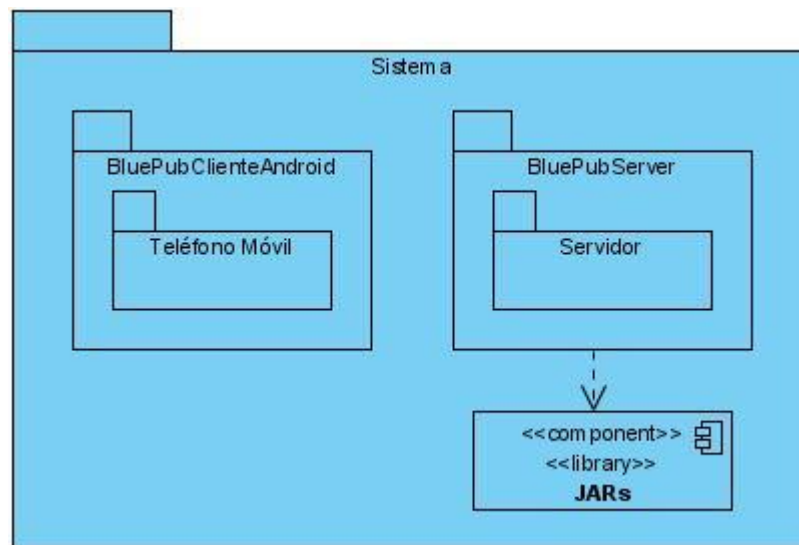 Sistema
BluePubClienteAndroid
Teléfono Móvil
BluePubServer
Servidor
<<component>>
<<library>>
JARs